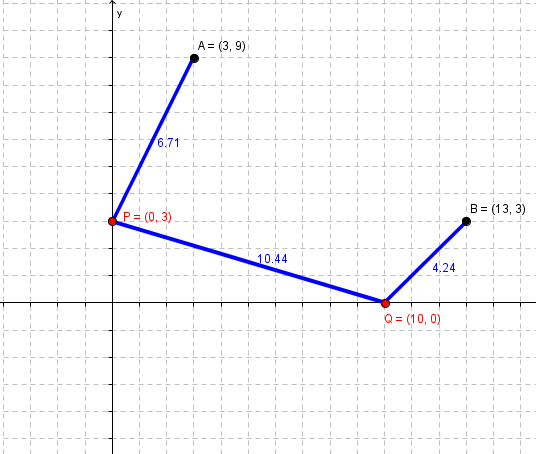 y
A = (3, 9)
6.71
P = (0, 3)
B = (13, 3)
10.44
4.24
Q = (10, 0)